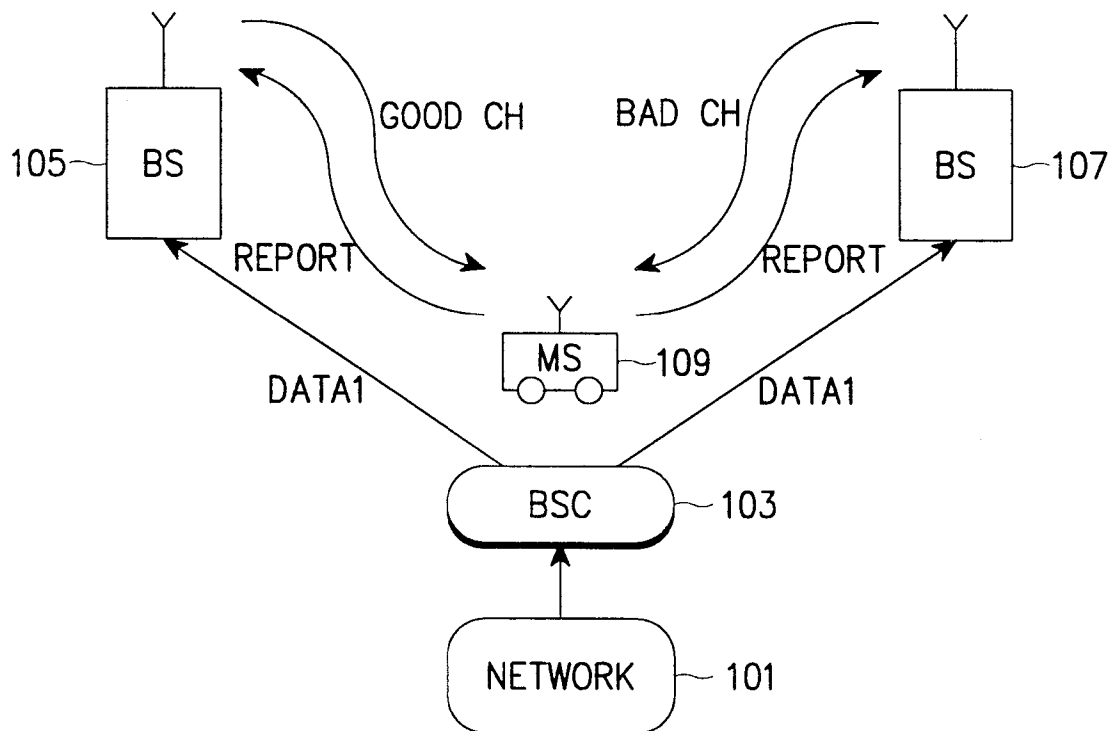 GOOD CH
BAD CH
105
BS
BS
107
REPORT
REPORT
MS
109
DATA1
DATA1
BSC
103
NETWORK
101